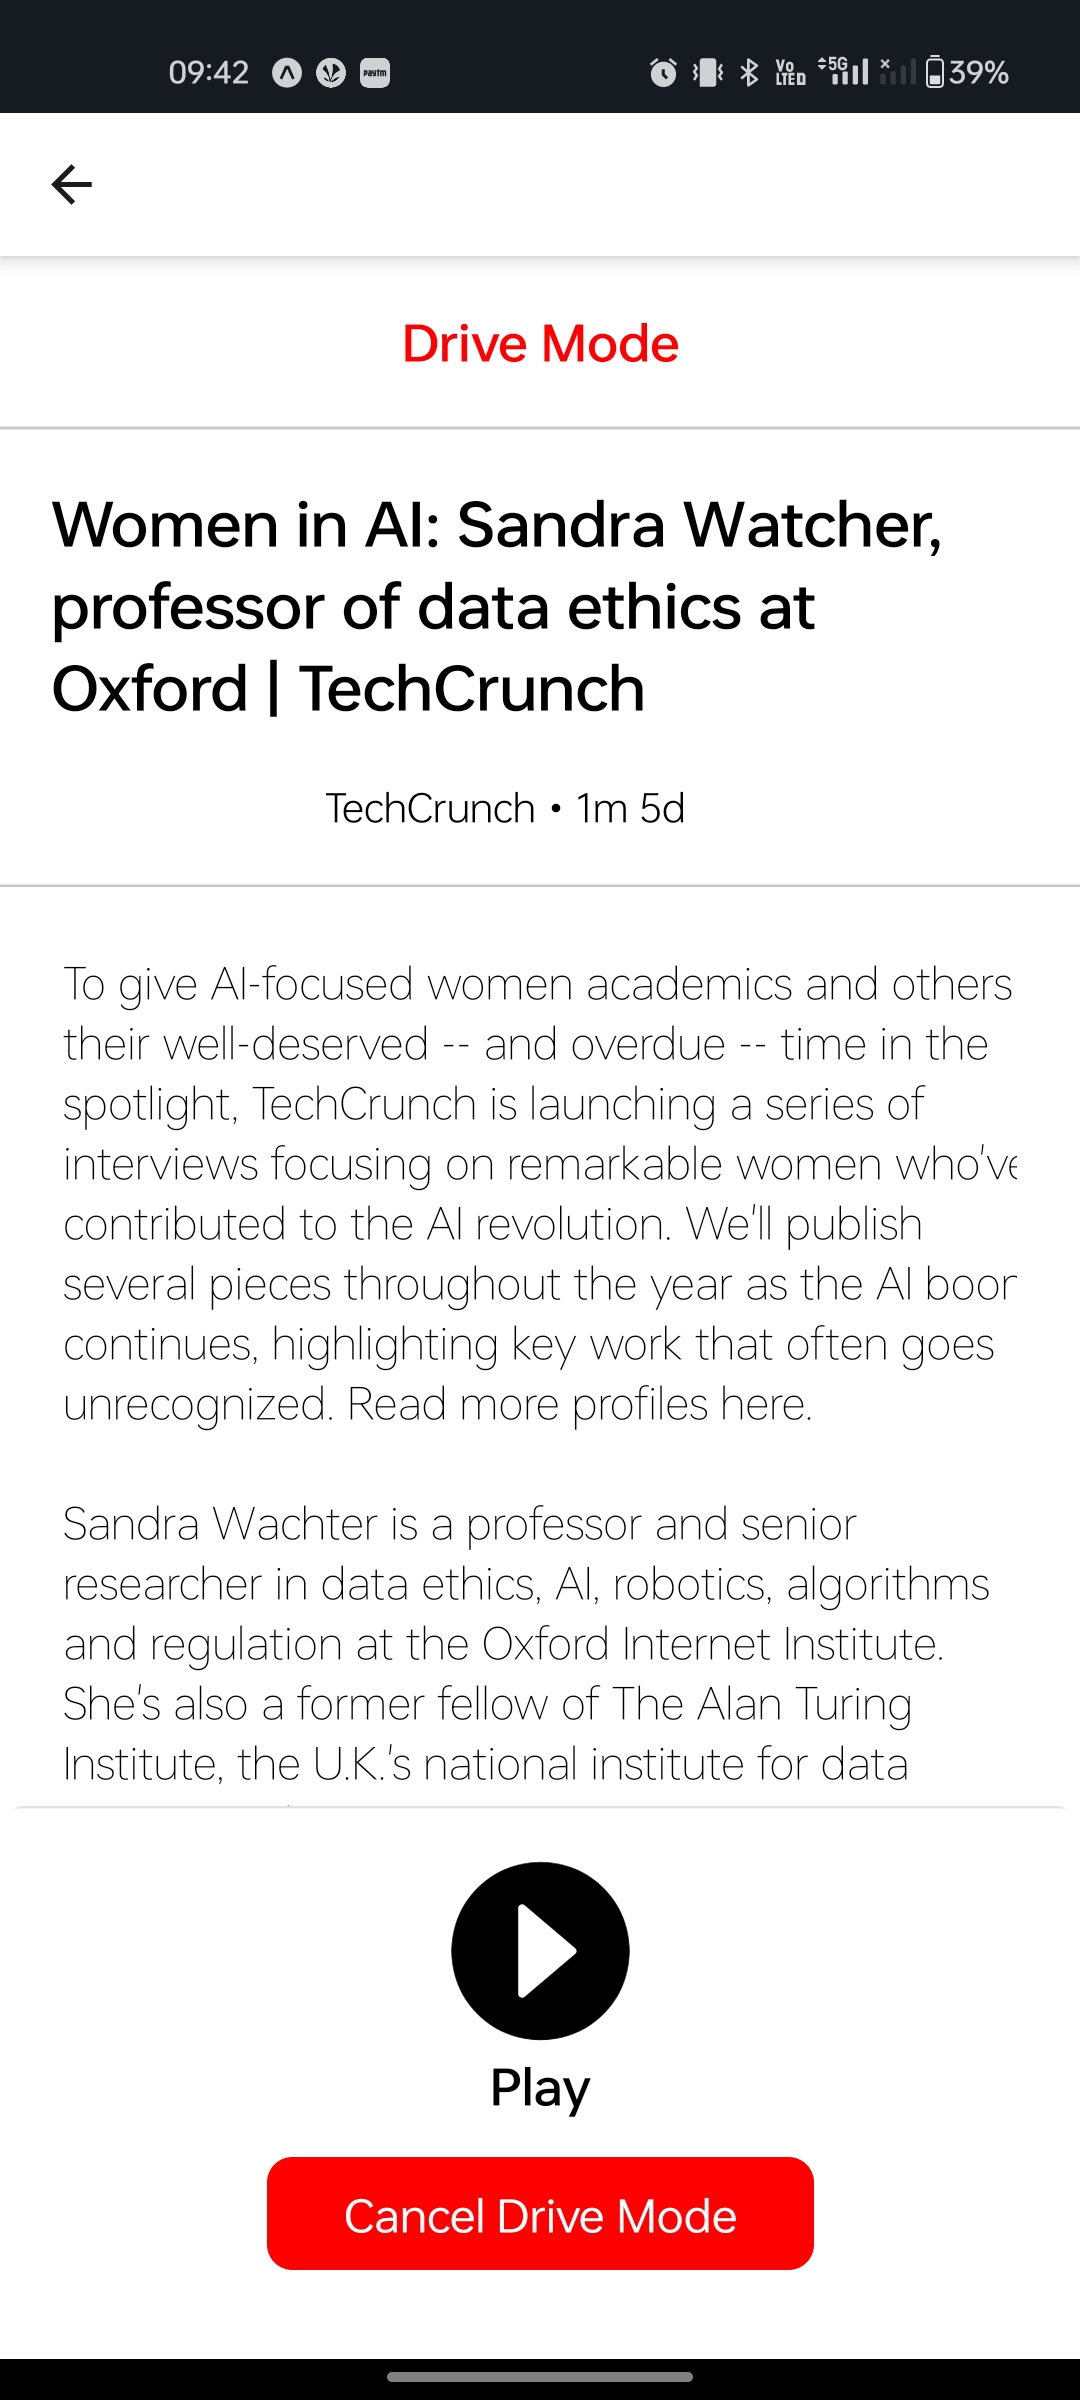 09:42
paytm
Vo LTED
5G
39%
Drive Mode
Women in AI: Sandra Watcher,
professor of data ethics at
Oxford | TechCrunch
TechCrunch • 1m 5d
To give AI-focused women academics and others
their well-deserved -- and overdue -- time in the
spotlight, TechCrunch is launching a series of
interviews focusing on remarkable women who've
contributed to the AI revolution. We'll publish
several pieces throughout the year as the AI boom
continues, highlighting key work that often goes
unrecognized. Read more profiles here.
Sandra Wachter is a professor and senior
researcher in data ethics, AI, robotics, algorithms
and regulation at the Oxford Internet Institute.
She's also a former fellow of The Alan Turing
Institute, the U.K.'s national institute for data
Play
Cancel Drive Mode